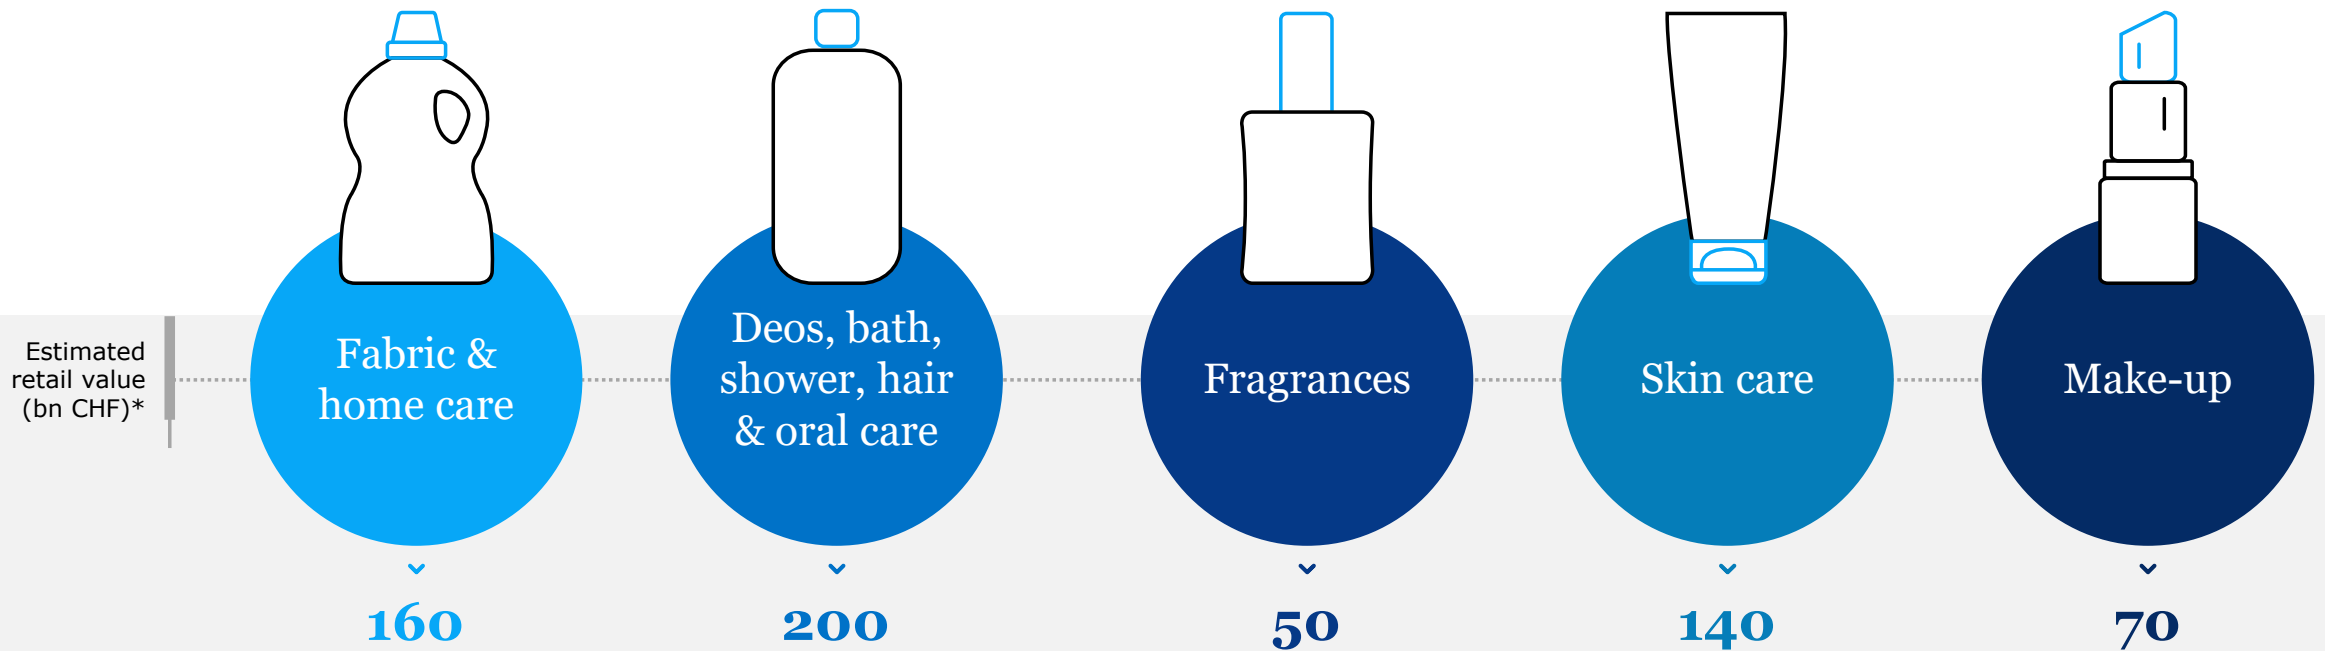 Estimated
retail value
(bn CHF)*
Fabric &
home care
Deos, bath,
shower, hair
& oral care
Fragrances
Skin care
Make-up
160
200
50
140
70